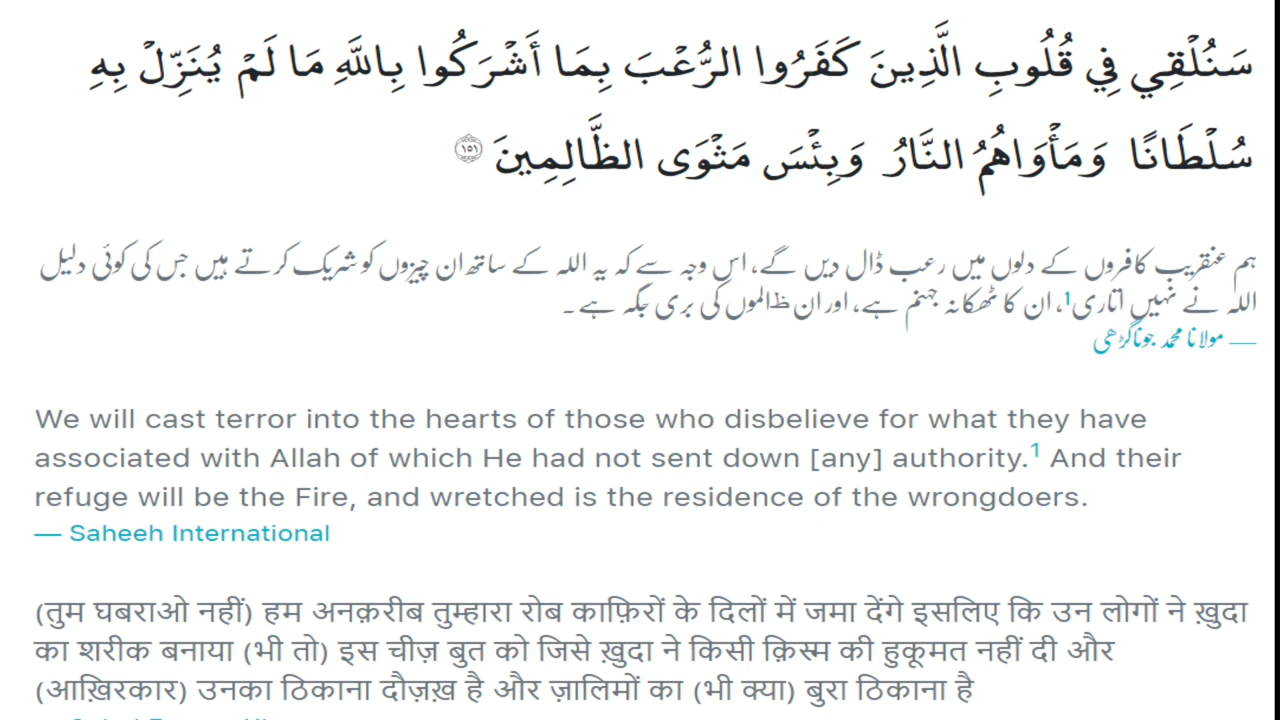 سَنُلْقِي فِي قُلُوبِ الَّذِينَ كَفَرُوا الرُّعْبَ بِمَا أَشْرَكُوا بِاللَّهِ مَا لَمْ يُنَزِّلْ بِهِ
سُلْطَانًا وَمَأْوَاهُمُ النَّارُ وَبِئْسَ مَثْوَى الظَّالِمِينَ ١٥١
ہم عنقریب کافروں کے دلوں میں رعب ڈال دیں گے، اس وجہ سے کہ یہ اللہ کے ساتھ ان چیزوں کو شریک کرتے ہیں جس کی کوئی دلیل
اللہ نے نہیں اتاری1، ان کا ٹھکانہ جہنم ہے، اور ان ﻇالموں کی بری جگہ ہے۔
— مولانا محمد جوناگڑھی
We will cast terror into the hearts of those who disbelieve for what they have
associated with Allah of which He had not sent down [any] authority.1 And their
refuge will be the Fire, and wretched is the residence of the wrongdoers.
— Saheeh International
(तुम घबराओ नहीं) हम अनक़रीब तुम्हारा रोब काफ़िरों के दिलों में जमा देंगे इसलिए कि उन लोगों ने ख़ुदा
का शरीक बनाया (भी तो) इस चीज़ बुत को जिसे ख़ुदा ने किसी क़िस्म की हुकूमत नहीं दी और
(आख़िरकार) उनका ठिकाना दौज़ख़ है और ज़ालिमों का (भी क्या) बुरा ठिकाना है